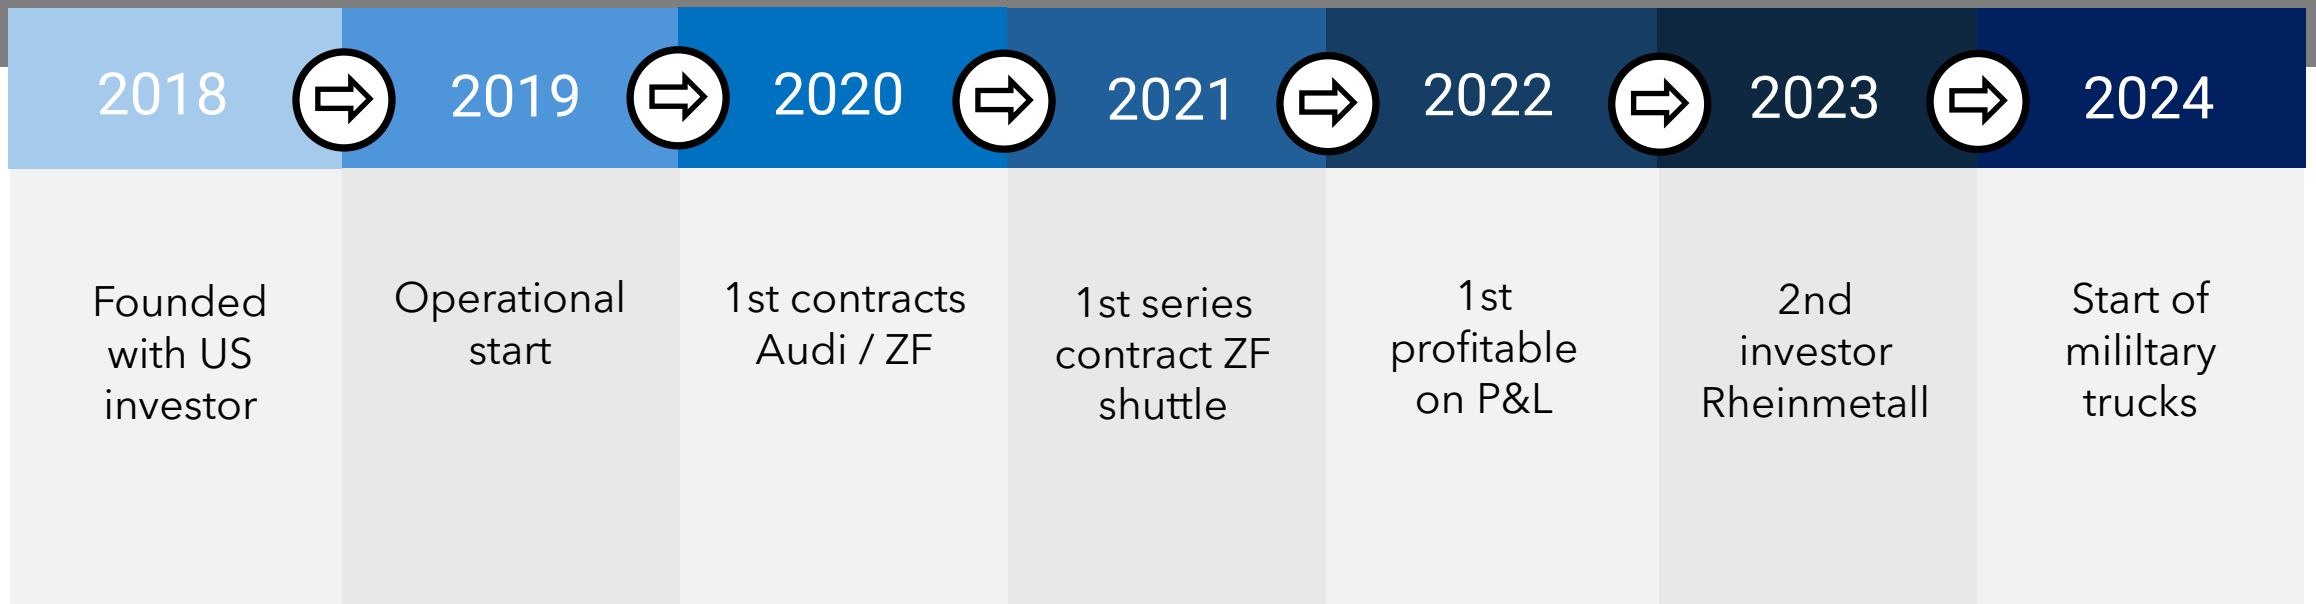 2018
2019
2020
2021
2022
2023
2024
Founded
with US
investor
Operational
start
1st contracts
Audi / ZF
1st series
contract ZF
shuttle
1st
profitable
on P&L
2nd
investor
Rheinmetall
Start of
mililtary
trucks